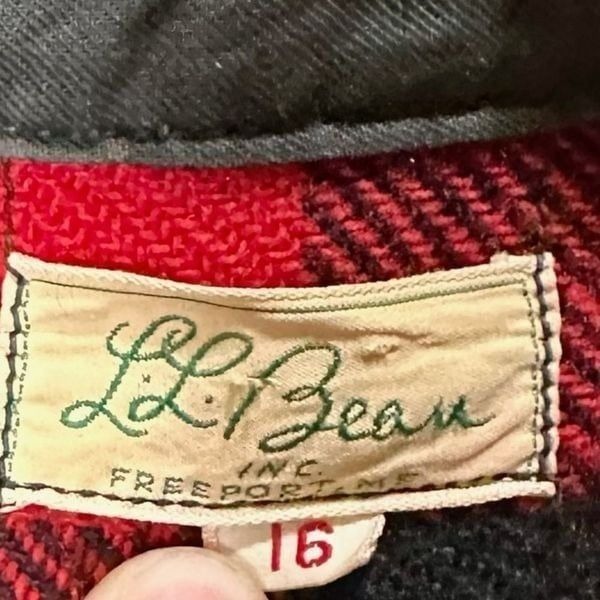 L.L.Bean
INC.
FREEPORT, ME.
16